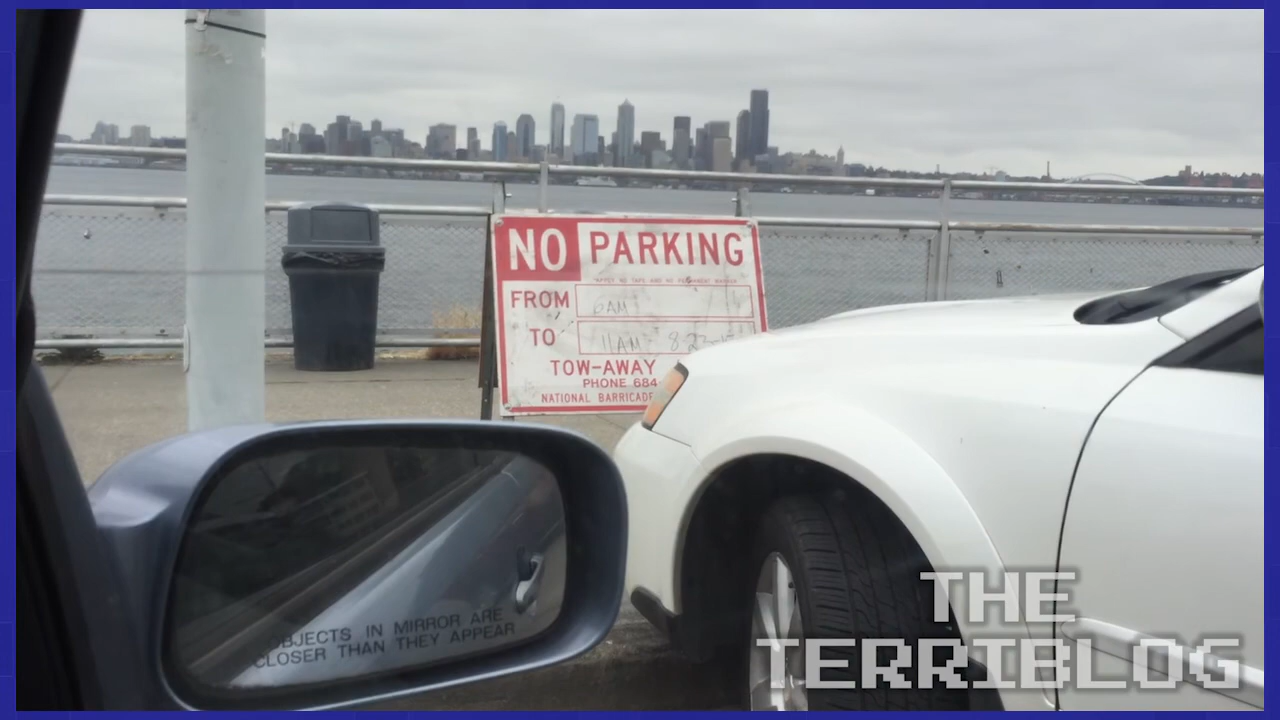 NO PARKING
FROM 6AM
TO 11AM
TOW-AWAY
PHONE 684
NATIONAL BARRICADE
OBJECTS IN MIRROR ARE
CLOSER THAN THEY APPEAR
THE
TERRIBLOG